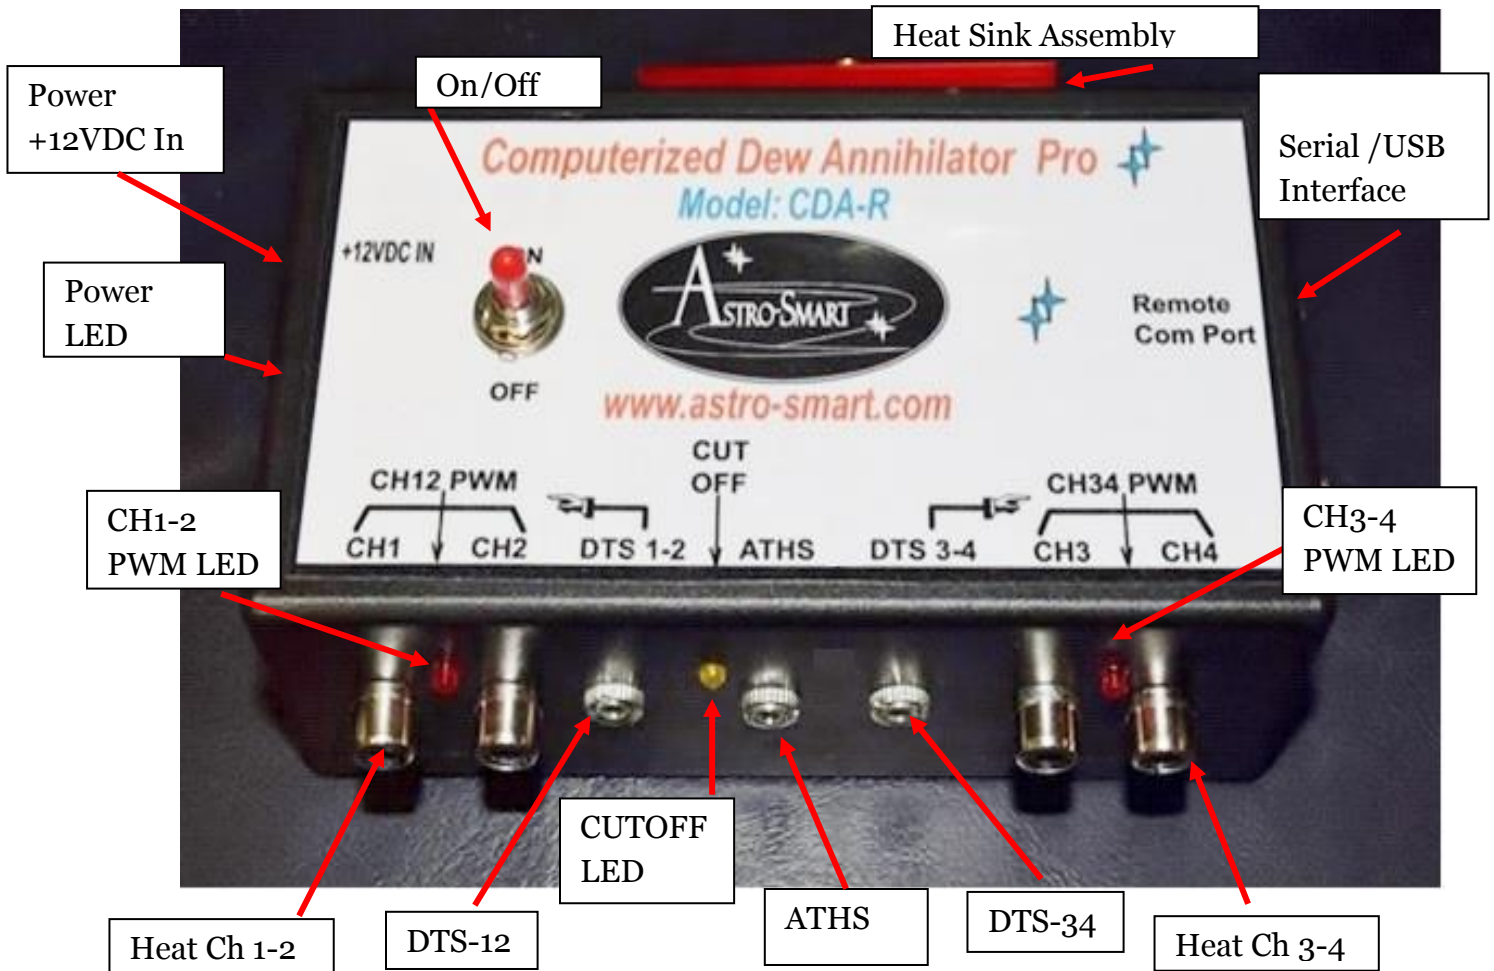 Heat Sink Assembly
Power
+12VDC In
On/Off
Serial /USB
Interface
Computerized Dew Annihilator Pro
Model: CDA-R
+12VDC IN
ON
Power
LED
ASTRO-SMART
Remote
Com Port
OFF
www.astro-smart.com
CUT
OFF
CH12 PWM
CH34 PWM
CH1
CH2
DTS 1-2
ATHS
DTS 3-4
CH3
CH4
CH1-2
PWM LED
CH3-4
PWM LED
CUTOFF
LED
Heat Ch 1-2
DTS-12
ATHS
DTS-34
Heat Ch 3-4